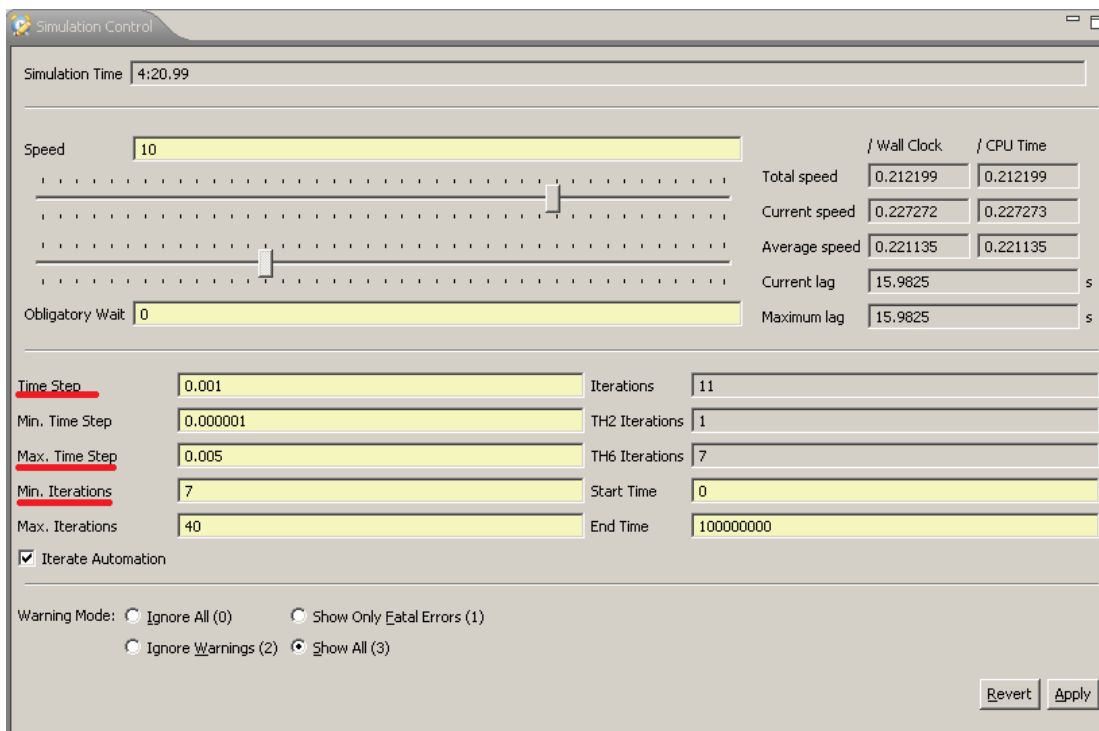 Simulation Control
Simulation Time 4:20.99
Speed 10
/ Wall Clock / CPU Time
Total speed 0.212199 0.212199
Current speed 0.227272 0.227273
Average speed 0.221135 0.221135
Current lag 15.9825 s
Obligatory Wait 0
Maximum lag 15.9825 s
Time Step 0.001 Iterations 11
Min. Time Step 0.000001 TH2 Iterations 1
Max. Time Step 0.005 TH6 Iterations 7
Min. Iterations 7 Start Time 0
Max. Iterations 40 End Time 100000000
Iterate Automation
Warning Mode: Ignore All (0) Show Only Fatal Errors (1)
Ignore Warnings (2) Show All (3)
Revert Apply